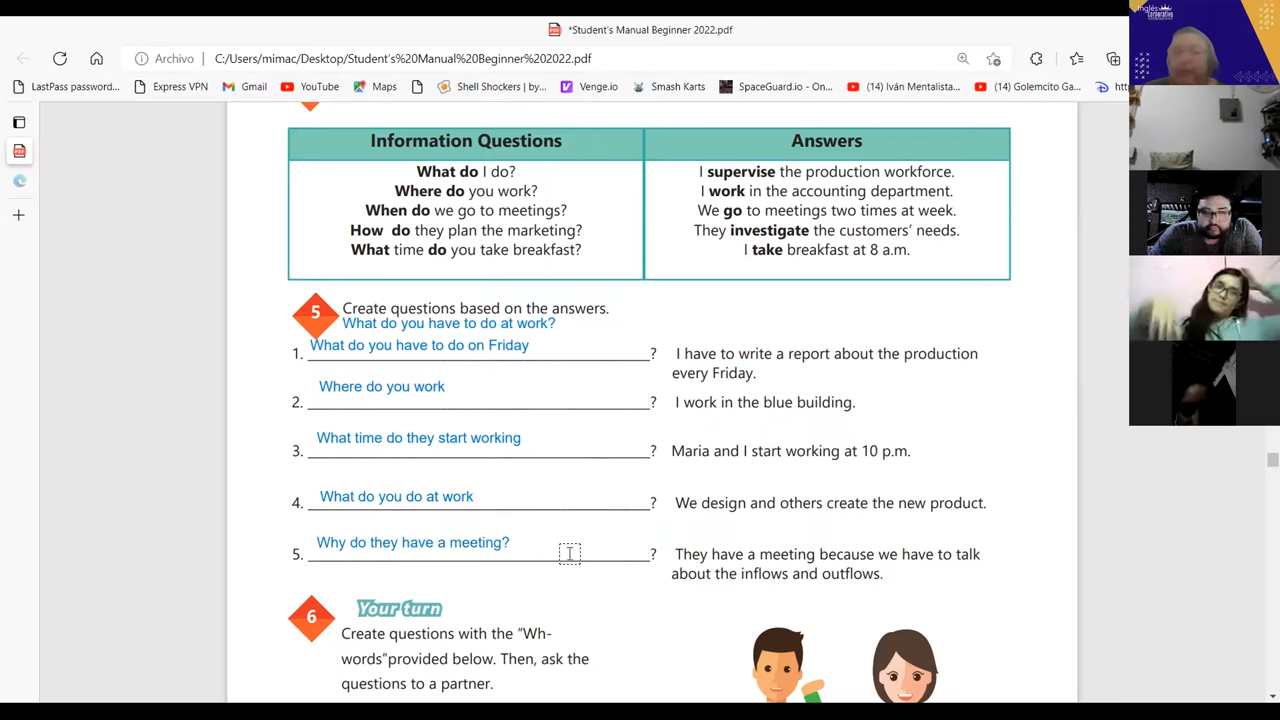 *Student's Manual Beginner 2022.pdf
Archivo
C:/Users/mimac/Desktop/Student's%20Manual%20Beginner%202022.pdf
LastPass password...
Express VPN
Gmail
YouTube
Maps
Shell Shockers | by...
Venge.io
Smash Karts
SpaceGuard.io - On...
(14) Iván Mentalista...
(14) Golemcito Ga...
Inglés
Corporativo
Information Questions
Answers
What do I do?
Where do you work?
When do we go to meetings?
How do they plan the marketing?
What time do you take breakfast?
I supervise the production workforce.
I work in the accounting department.
We go to meetings two times at week.
They investigate the customers' needs.
I take breakfast at 8 a.m.
5
Create questions based on the answers.
What do you have to do at work?
What do you have to do on Friday
1. ? I have to write a report about the production
every Friday.
Where do you work
2. ? I work in the blue building.
What time do they start working
3. ? Maria and I start working at 10 p.m.
What do you do at work
4. ? We design and others create the new product.
Why do they have a meeting?
5. ? They have a meeting because we have to talk
about the inflows and outflows.
6
Your turn
Create questions with the "Wh-
words"provided below. Then, ask the
questions to a partner.